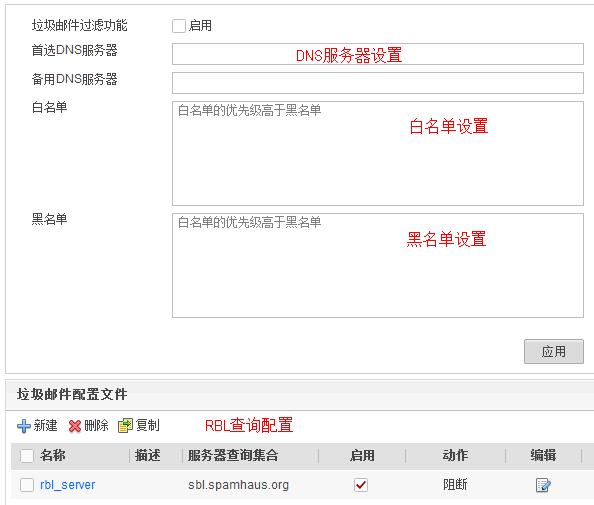 垃圾邮件过滤功能 启用
首选DNS服务器 DNS服务器设置
备用DNS服务器
白名单 白名单的优先级高于黑名单
白名单设置
黑名单 白名单的优先级高于黑名单
黑名单设置
应用
垃圾邮件配置文件
新建 删除 复制 RBL查询配置
名称 描述 服务器查询集合 启用 动作 编辑
rbl_server sbl.spamhaus.org 阻断